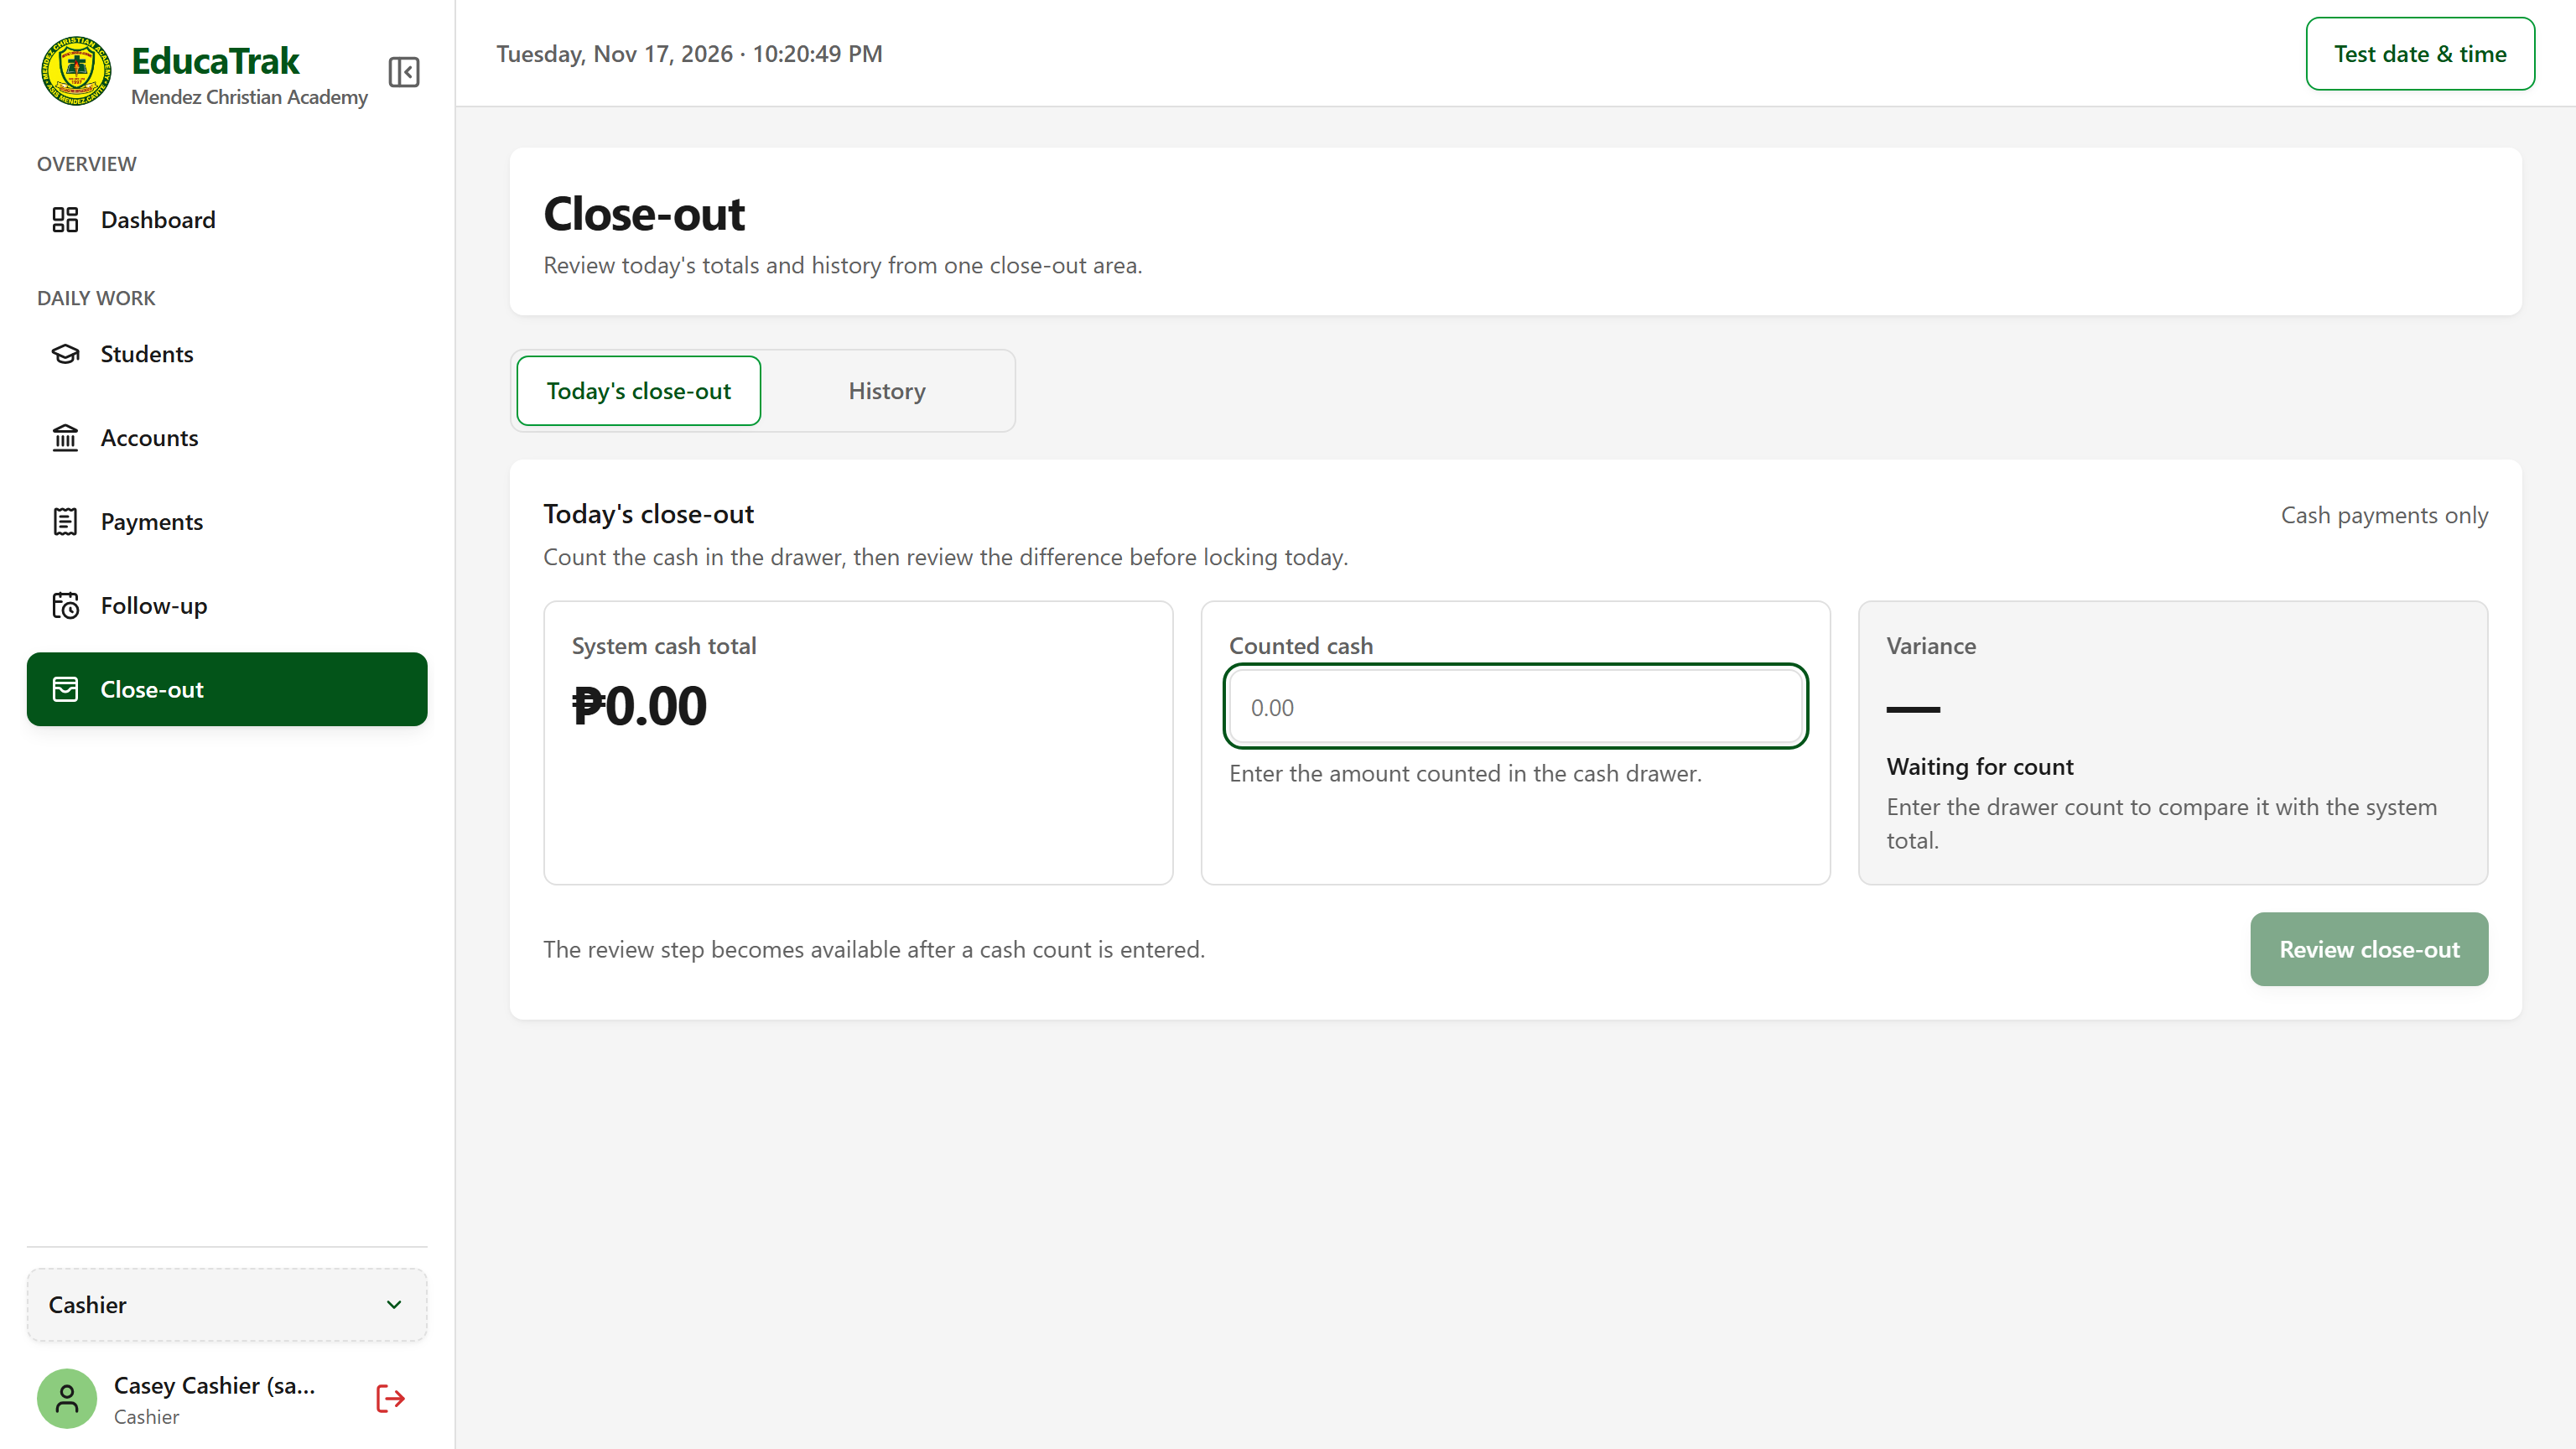 EducaTrak
Mendez Christian Academy
OVERVIEW
Dashboard
DAILY WORK
Students
Accounts
Payments
Follow-up
Close-out
Cashier
Casey Cashier (sa...
Cashier
Tuesday, Nov 17, 2026 · 10:20:49 PM
Test date & time
Close-out
Review today's totals and history from one close-out area.
Today's close-out
History
Today's close-out
Cash payments only
Count the cash in the drawer, then review the difference before locking today.
System cash total
₱0.00
Counted cash
0.00
Enter the amount counted in the cash drawer.
Variance
—
Waiting for count
Enter the drawer count to compare it with the system
total.
The review step becomes available after a cash count is entered.
Review close-out